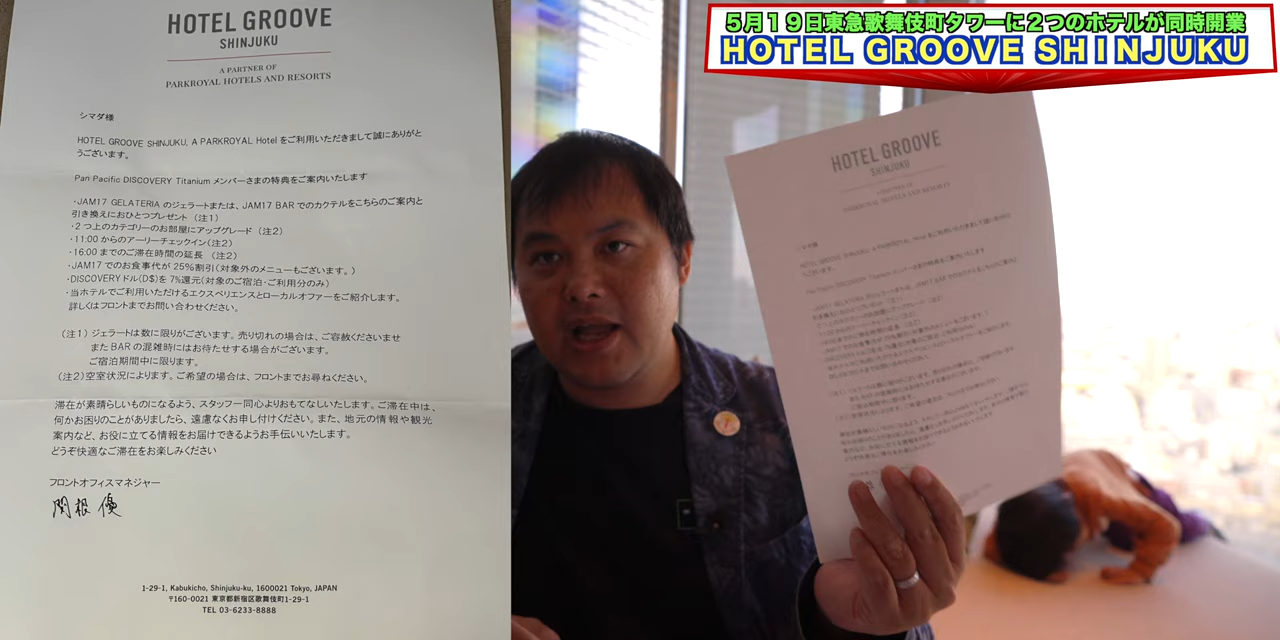 HOTEL GROOVE
SHINJUKU
A PARTNER OF
PARKROYAL HOTELS AND RESORTS
シマダ様
HOTEL GROOVE SHINJUKU, A PARKROYAL Hotel をご利用いただきまして誠にありがと
うございます。
Pan Pacific DISCOVERY Titanium メンバーさまの特典をご案内いたします
・JAM17 GELATERIA のジェラートまたは、JAM17 BAR でのカクテルをこちらのご案内と
引き換えにおひとつプレゼント（注1）
・2つ上のカテゴリーのお部屋にアップグレード（注2）
・11:00 からのアーリーチェックイン（注2）
・16:00 までのご滞在時間の延長（注2）
・JAM17 でのお食事代が 25%割引（対象外のメニューもございます。）
・DISCOVERYドル（D$）を 7%還元（対象のご宿泊・ご利用分のみ）
・当ホテルでご利用いただけるエクスペリエンスとローカルオファーをご紹介します。
詳しくはフロントまでお問い合わせください。
（注1）ジェラートは数に限りがございます。売り切れの場合は、ご容赦くださいませ
また BAR の混雑時にはお待たせする場合がございます。
ご宿泊期間中に限ります。
（注2）空室状況によります。ご希望の場合は、フロントまでお尋ねください。
滞在が素晴らしいものになるよう、スタッフ一同心よりおもてなしいたします。ご滞在中は、
何かお困りのことがありましたら、遠慮なくお申し付けください。また、地元の情報や観光
案内など、お役に立てる情報をお届けできるようお手伝いいたします。
どうぞ快適なご滞在をお楽しみください
フロントオフィスマネジャー
関根 優
1-29-1, Kabukicho, Shinjuku-ku, 1600021 Tokyo, JAPAN
〒160-0021 東京都新宿区歌舞伎町1-29-1
TEL 03-6233-8888
5月19日東急歌舞伎町タワーに2つのホテルが同時開業
HOTEL GROOVE SHINJUKU
HOTEL GROOVE
SHINJUKU
A PARTNER OF
PARKROYAL HOTELS AND RESORTS
シマダ様